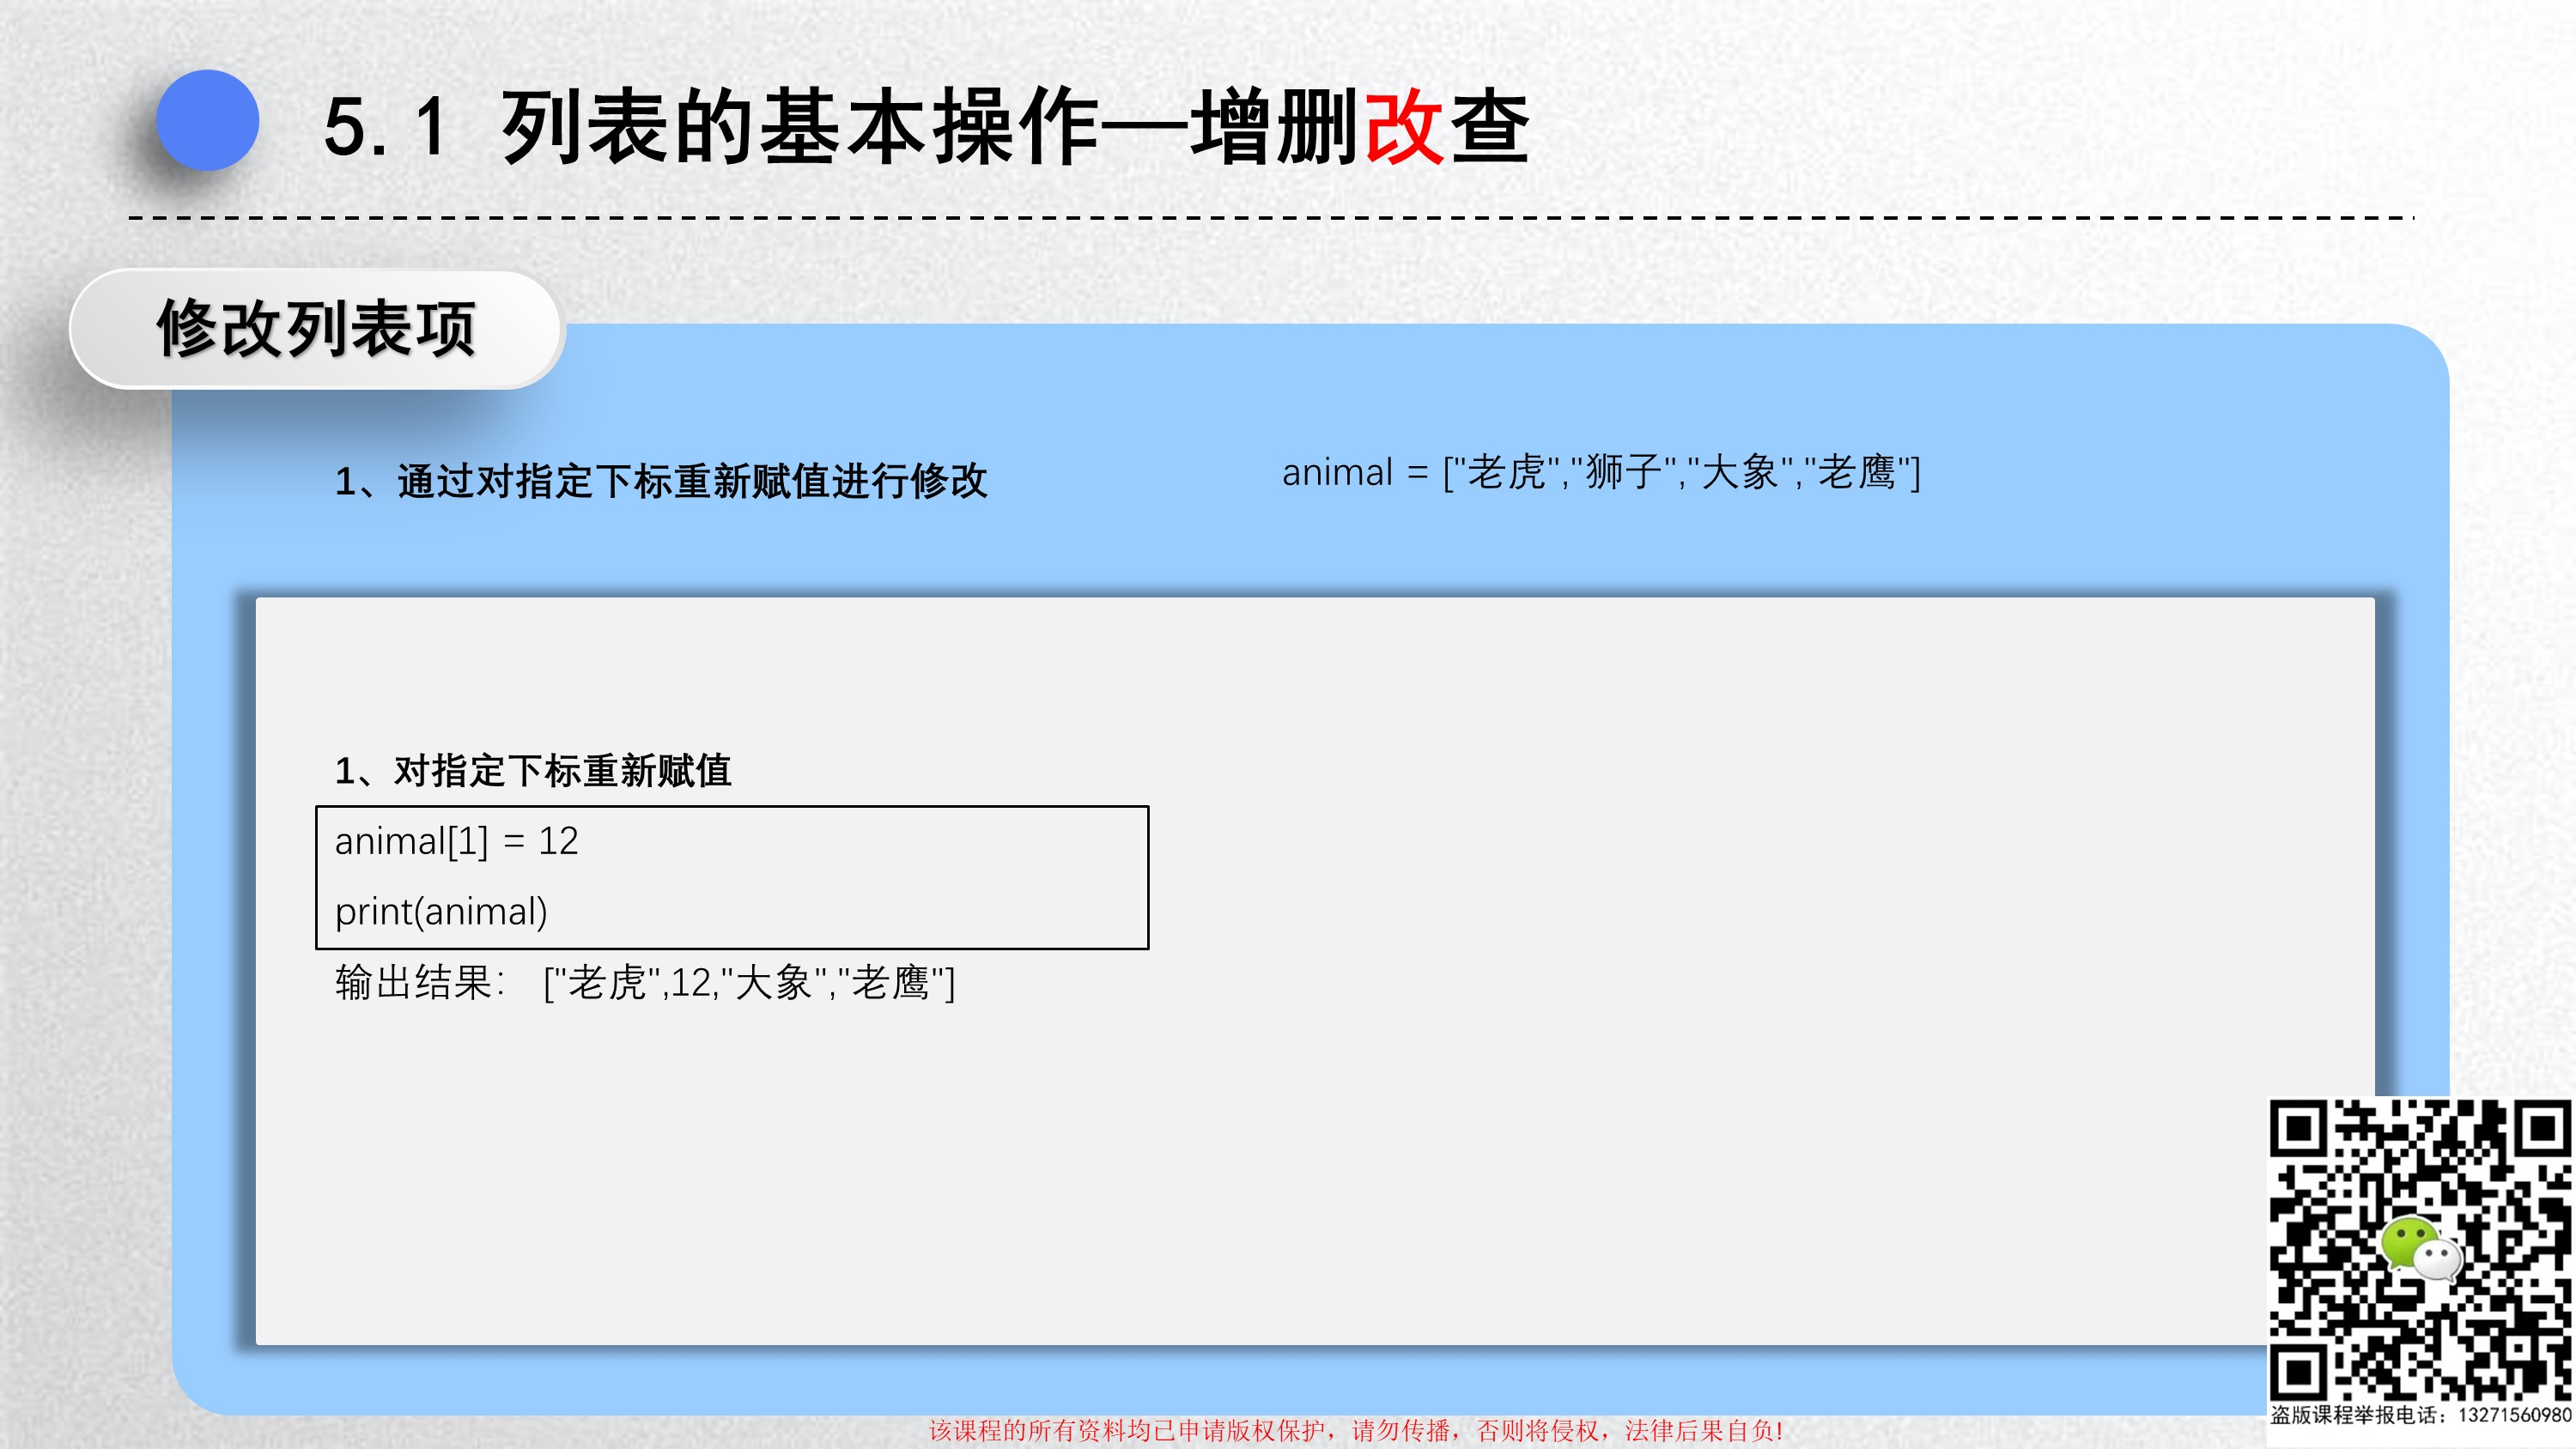 5.1 列表的基本操作—增删改查
修改列表项
1、通过对指定下标重新赋值进行修改
animal = ["老虎","狮子","大象","老鹰"]
1、对指定下标重新赋值
animal[1] = 12
print(animal)
输出结果： ["老虎",12,"大象","老鹰"]
盗版课程举报电话：13271560980
该课程的所有资料均已申请版权保护，请勿传播，否则将侵权，法律后果自负!